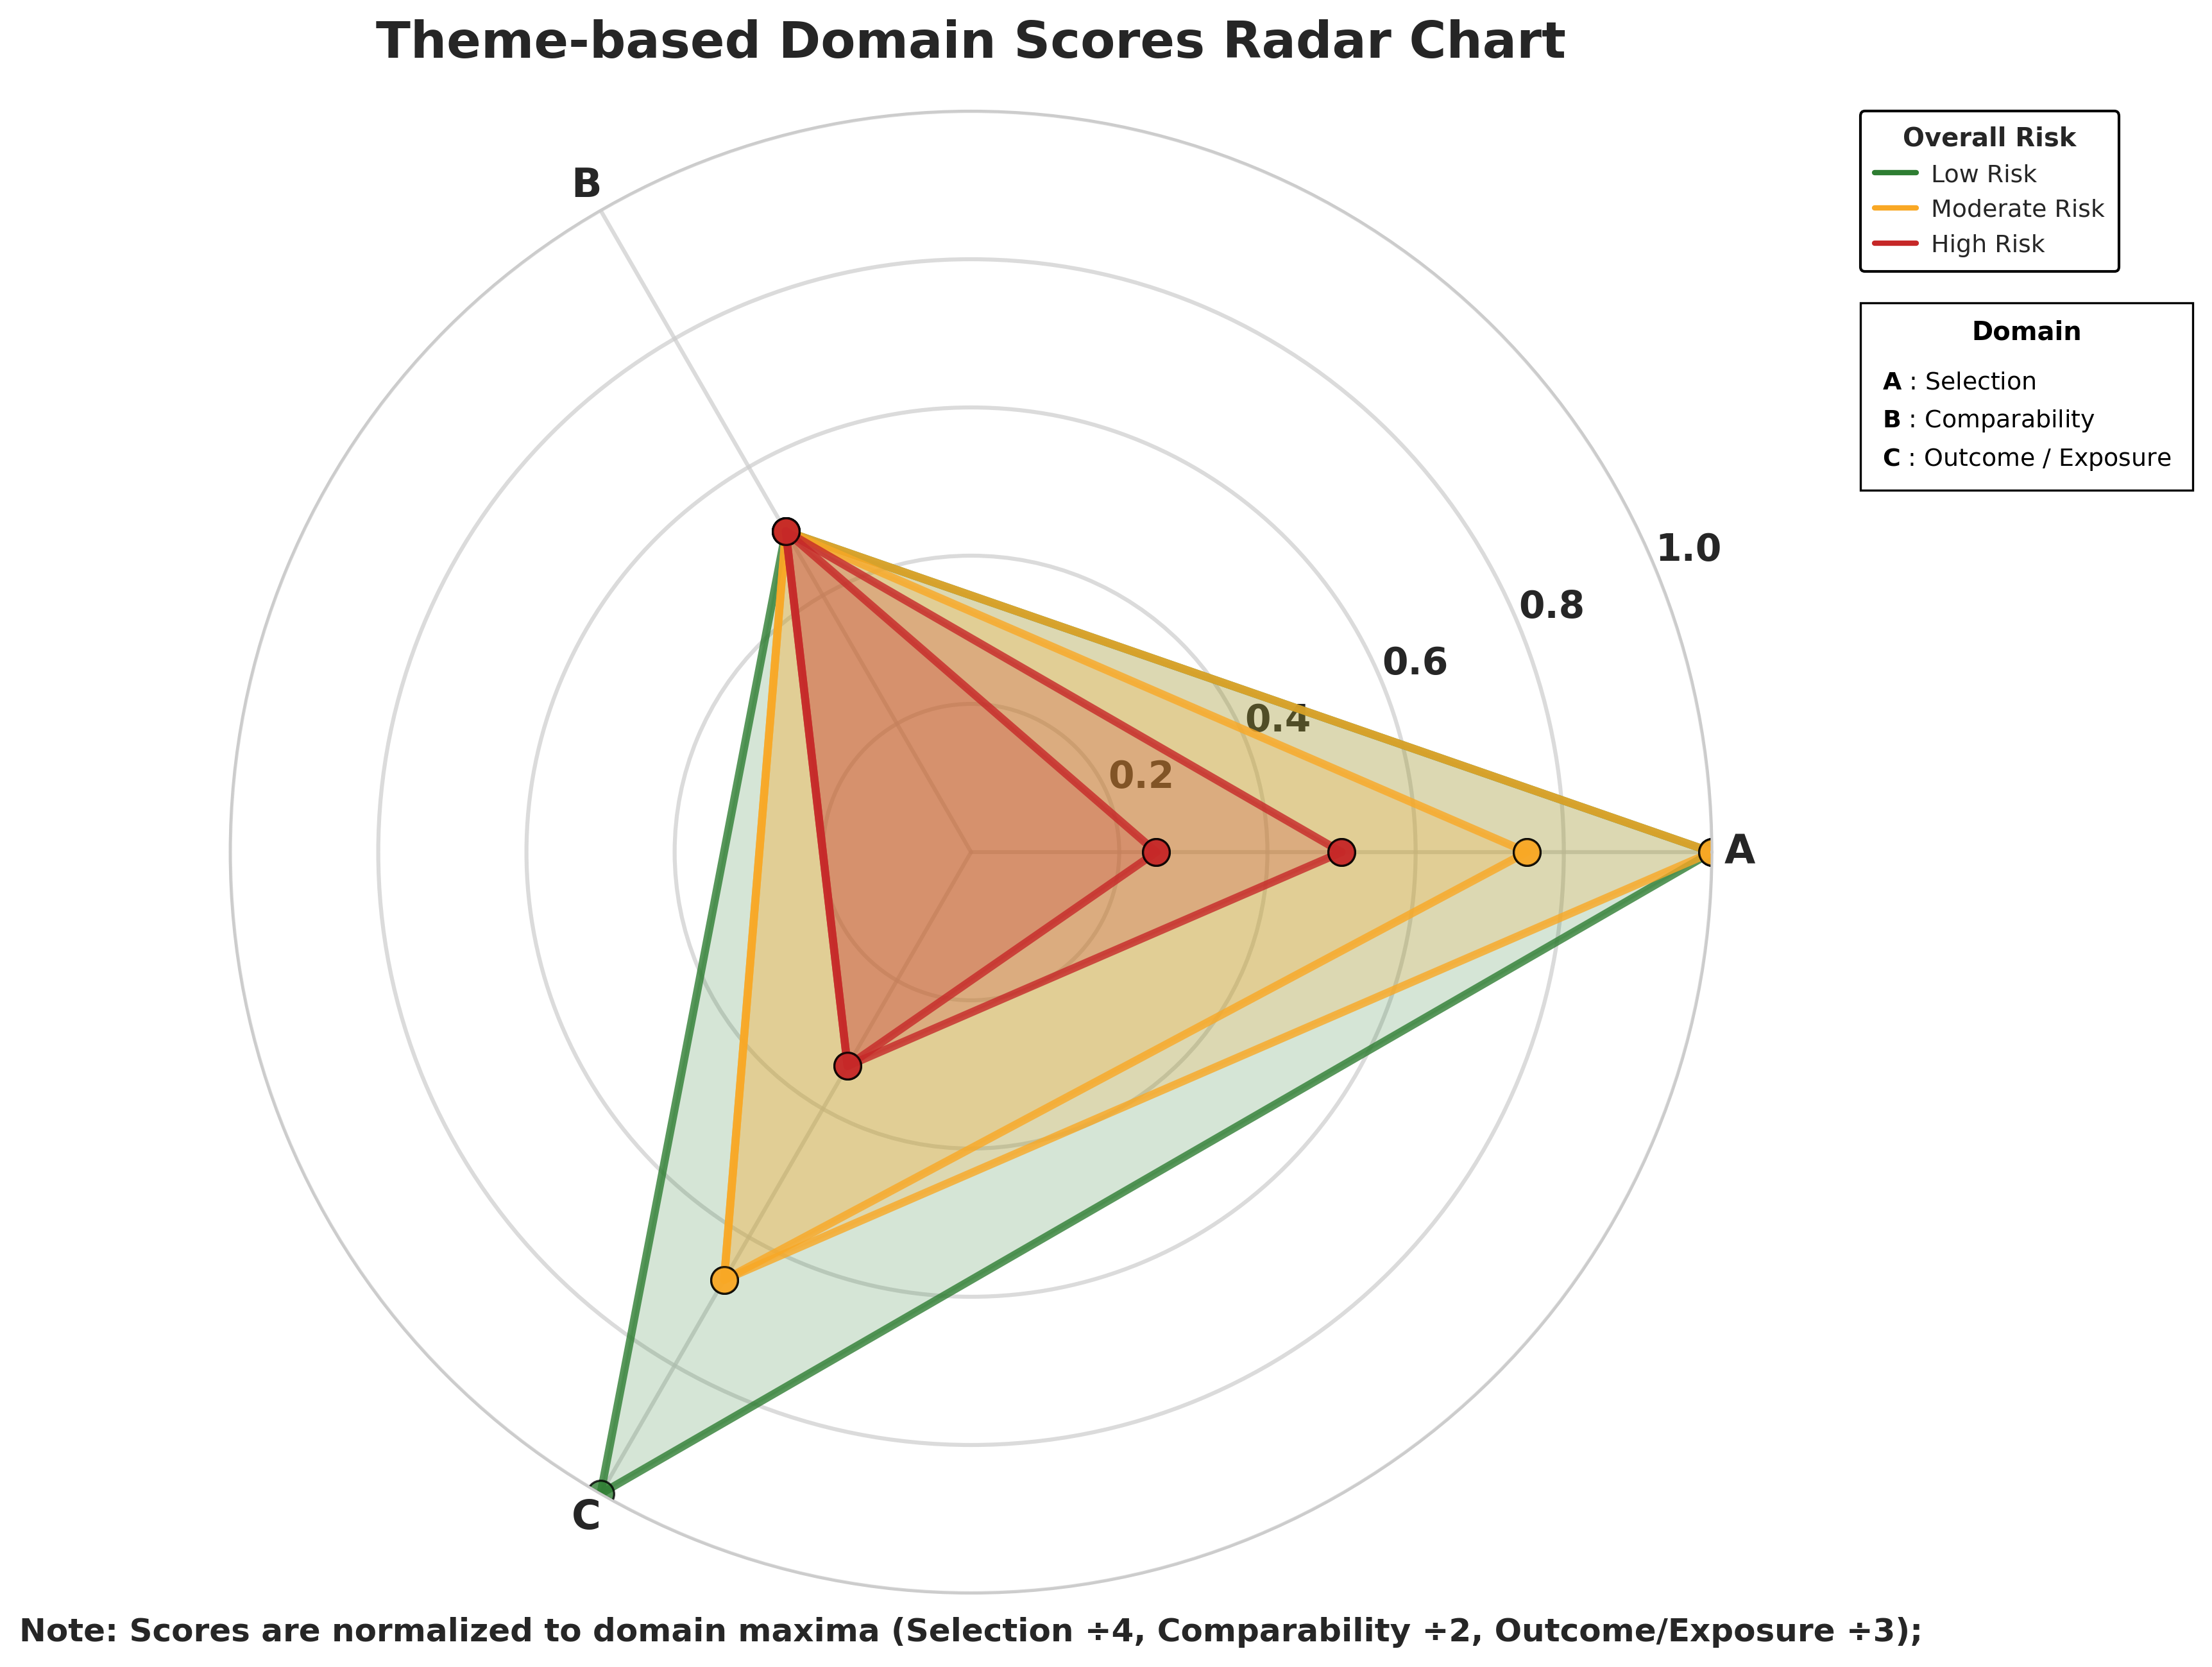 Theme-based Domain Scores Radar Chart
Overall Risk
Low Risk
Moderate Risk
High Risk
Domain
A : Selection
B : Comparability
C : Outcome / Exposure
B
1.0
0.8
0.6
0.4
0.2
A
C
Note: Scores are normalized to domain maxima (Selection ÷4, Comparability ÷2, Outcome/Exposure ÷3);